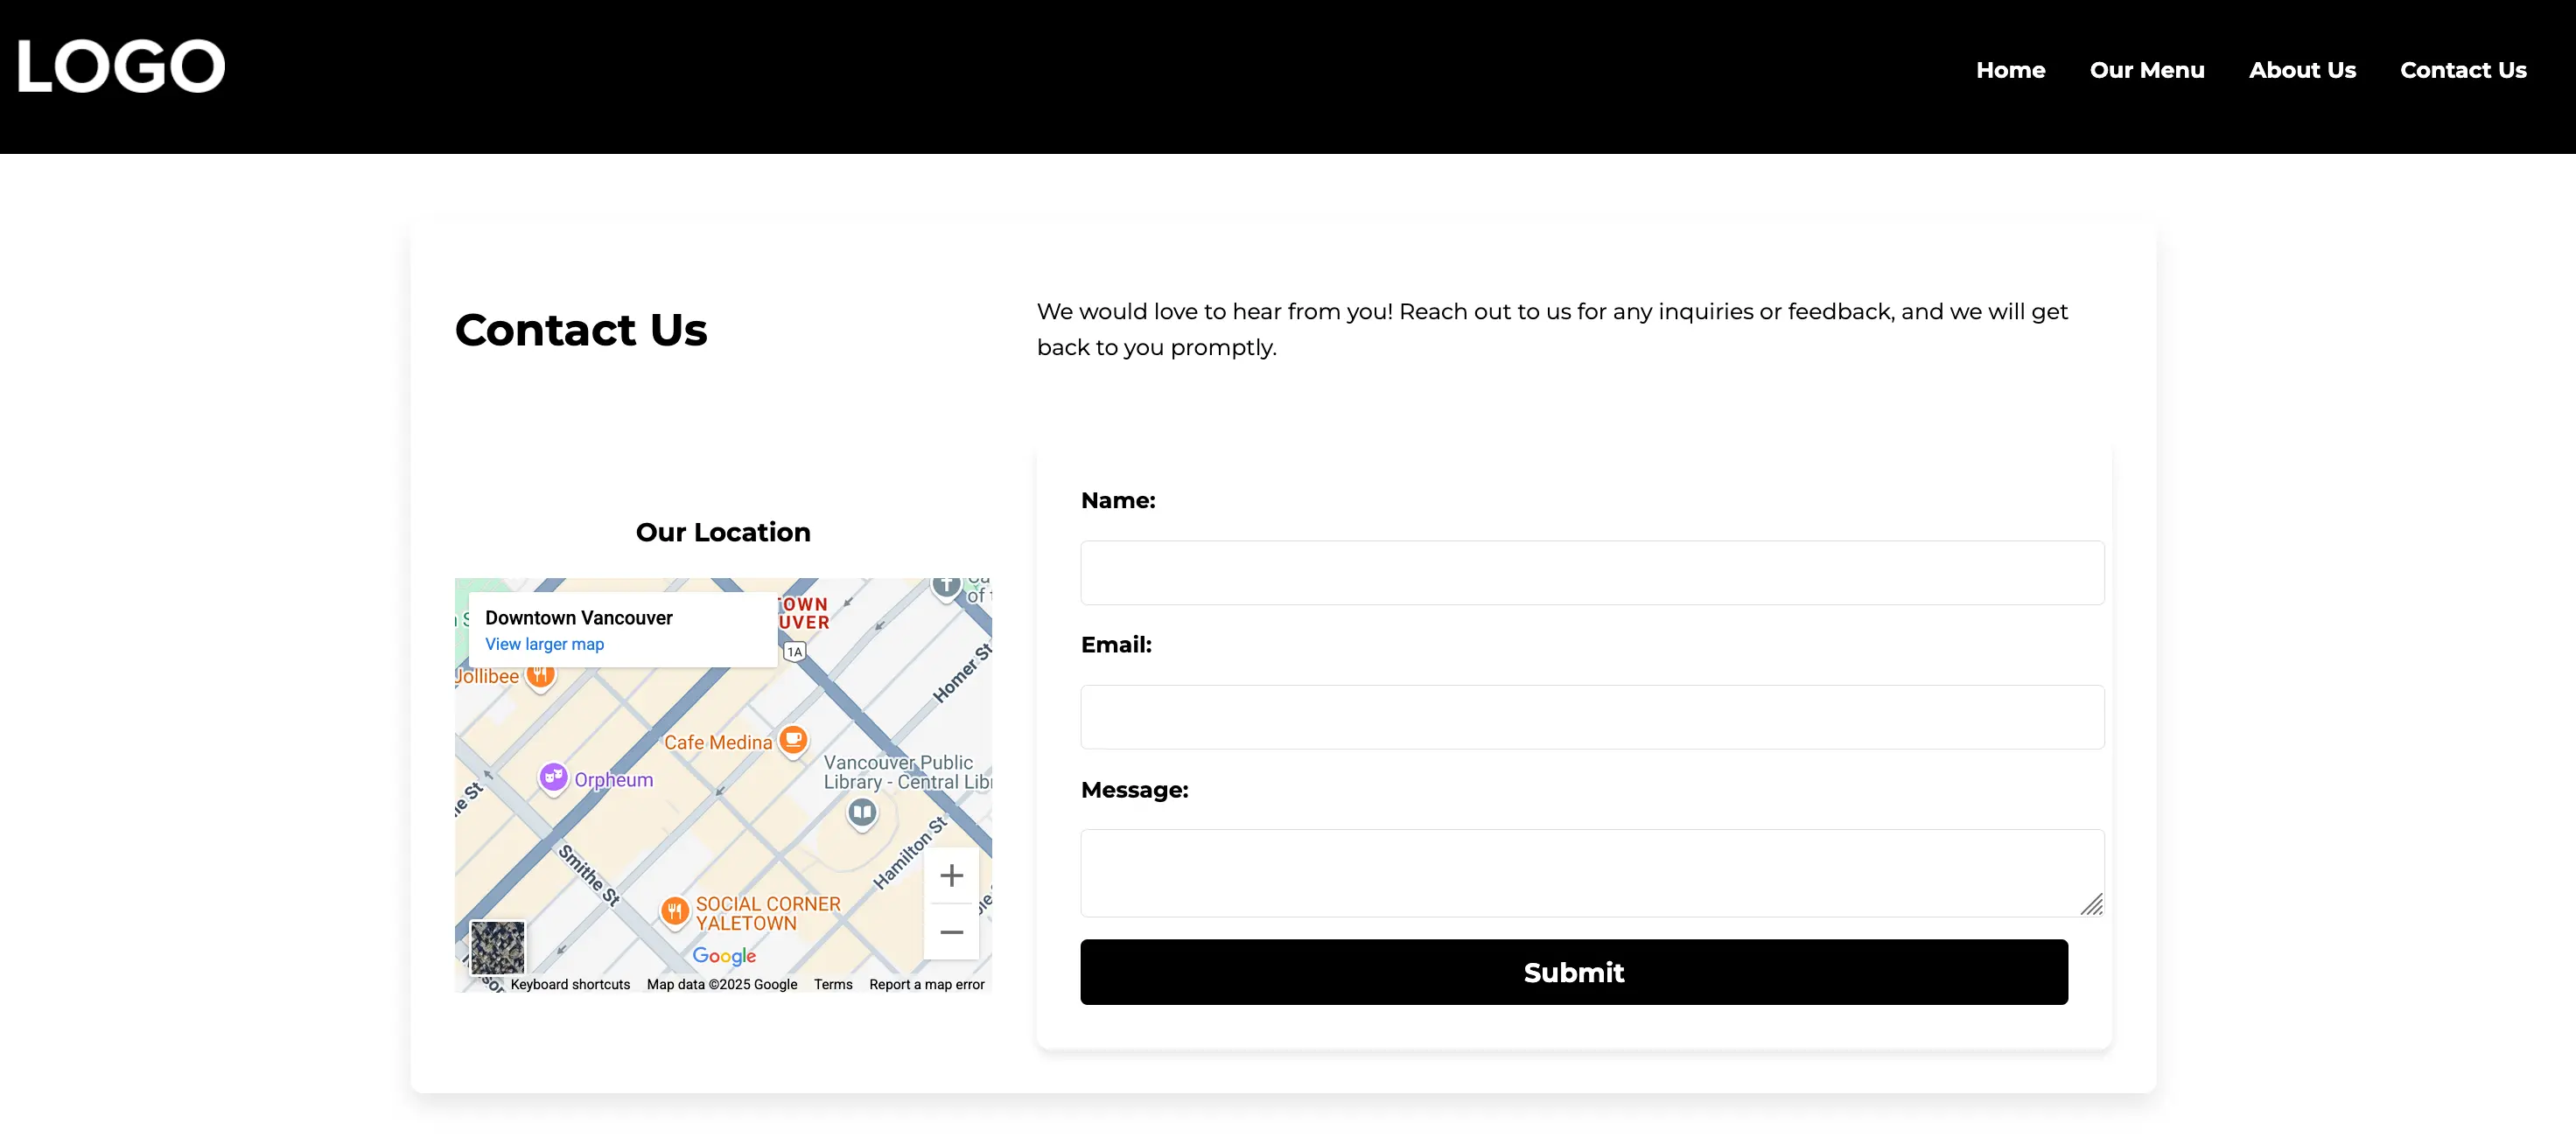 LOGO
Home
Our Menu
About Us
Contact Us
Contact Us
We would love to hear from you! Reach out to us for any inquiries or feedback, and we will get
back to you promptly.
Our Location
Downtown Vancouver
View larger map
TOWN
UVER
1A
of
Homer St
Jollibee
Cafe Medina
Vancouver Public
Library - Central Libr
Orpheum
Hamilton St
Smithe St
SOCIAL CORNER
YALETOWN
Google
Keyboard shortcuts
Map data ©2025 Google
Terms
Report a map error
Name:
Email:
Message:
Submit